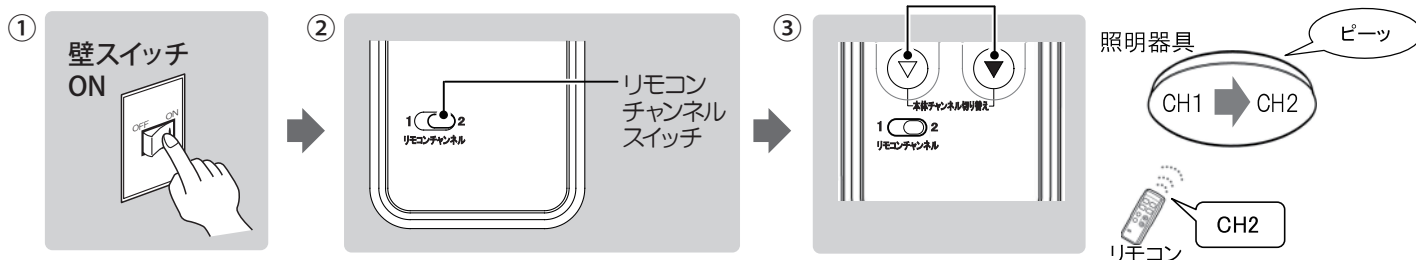 ①
壁スイッチ
ON
OFF ON
②
1 2
リモコンチャンネル
リモコン
チャンネル
スイッチ
③
本体チャンネル切り替え
1 2
リモコンチャンネル
照明器具
ピーッ
CH1 CH2
CH2
リモコン